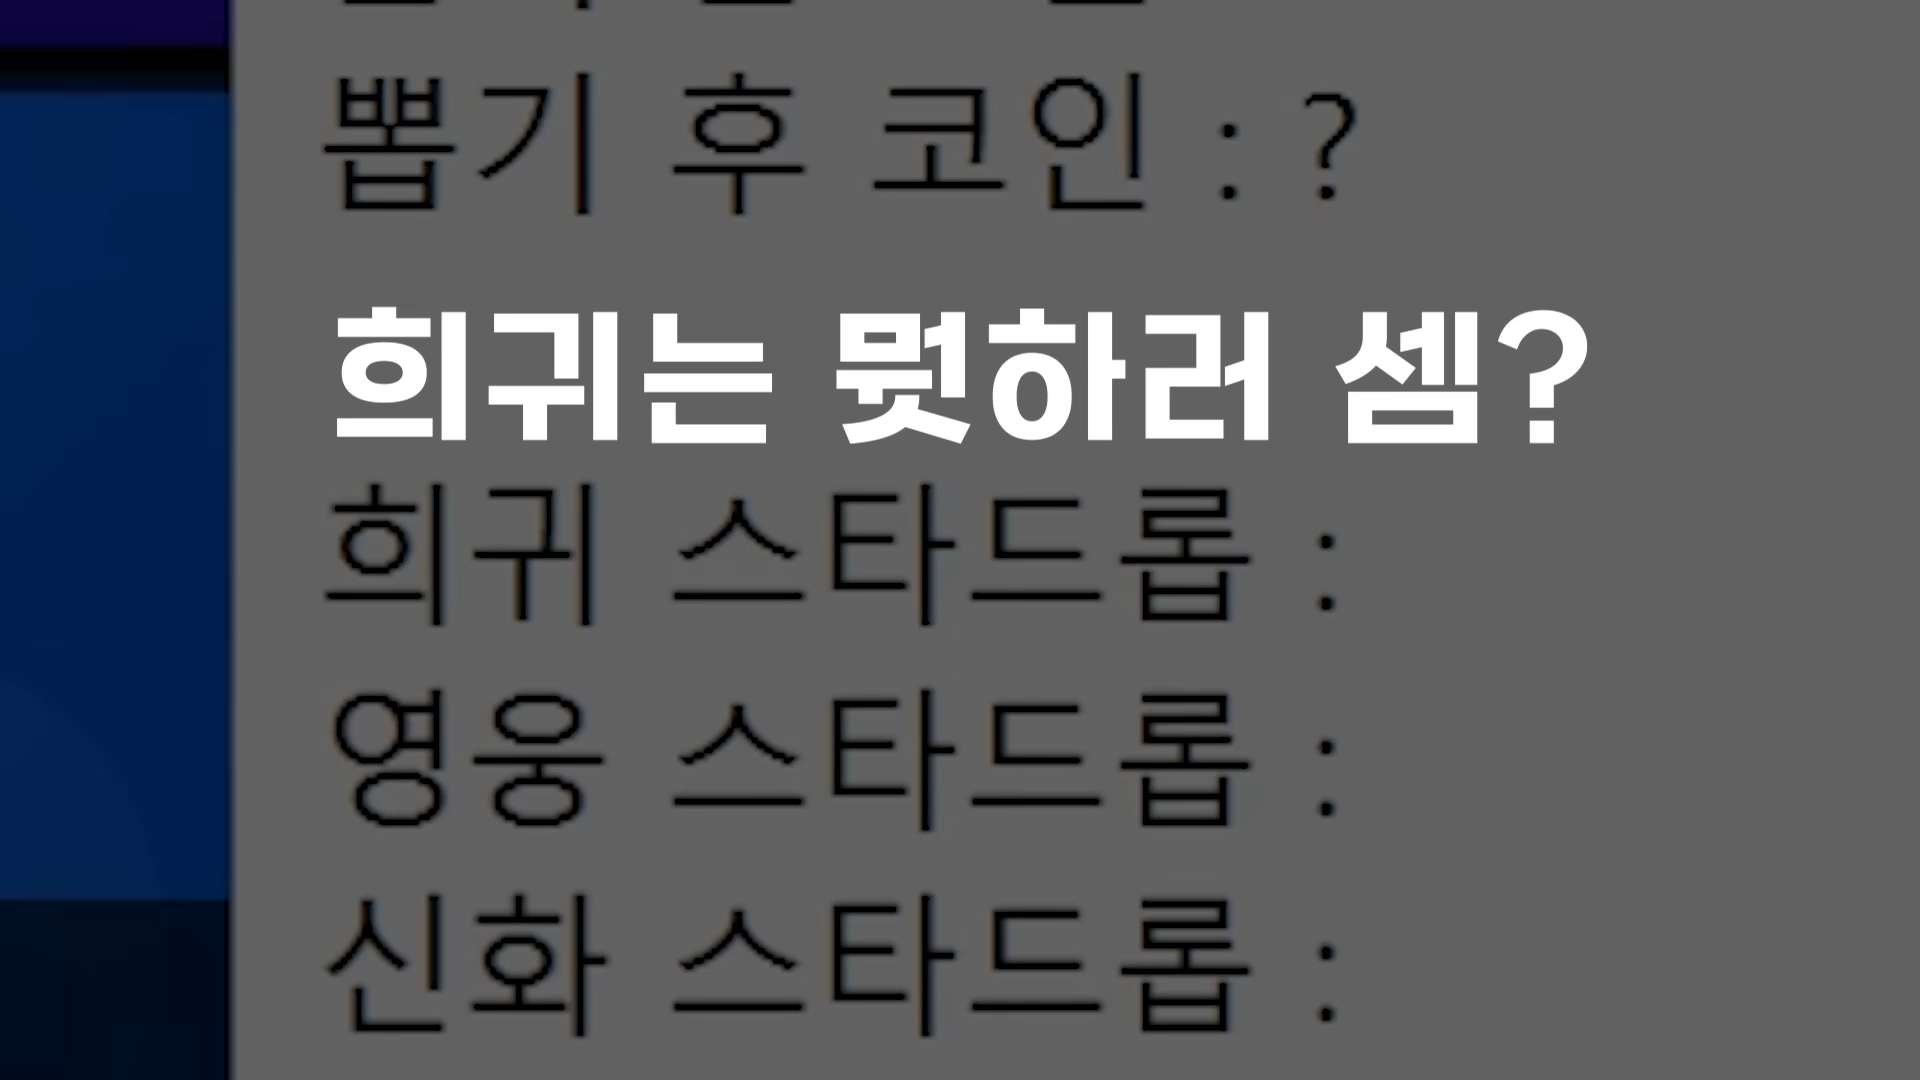 뽑기 후 코인 : ?
희귀는 뭣하러 셈?
희귀 스타드롭 :
영웅 스타드롭 :
신화 스타드롭 :